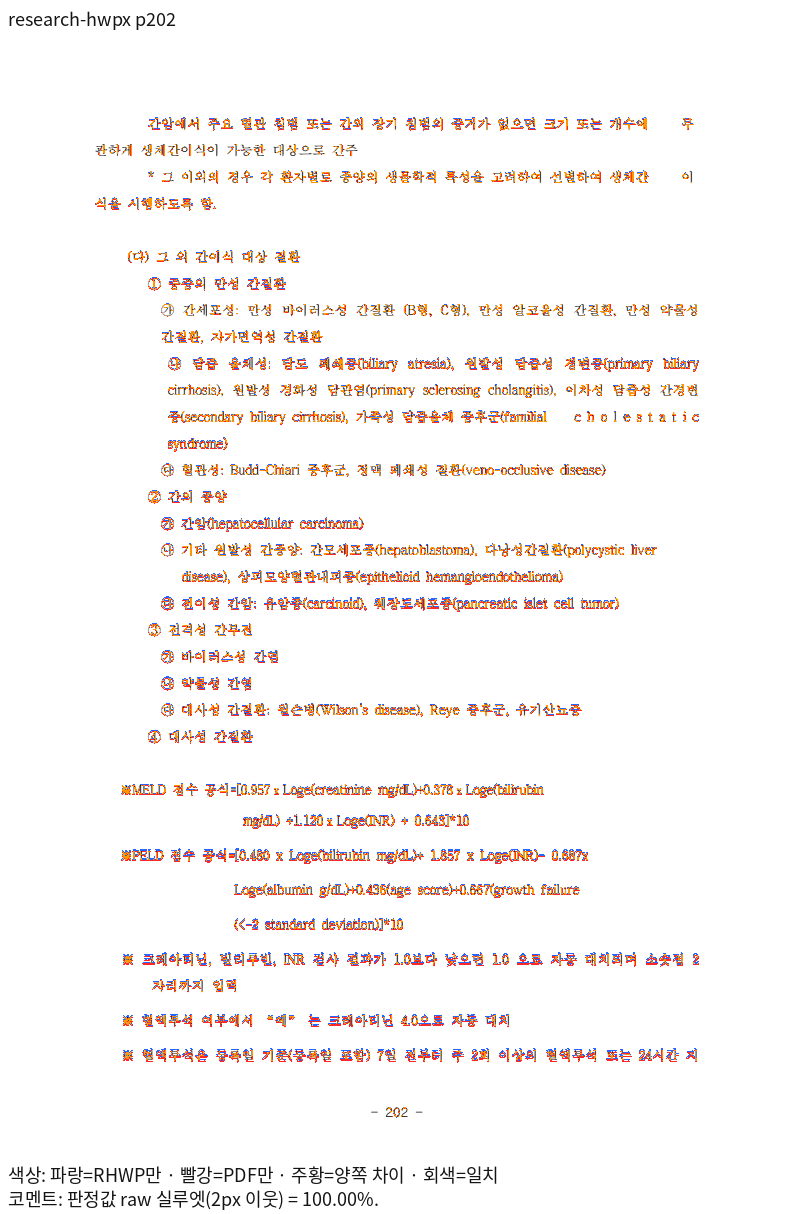 research-hwpx p202
간암에서 주요 혈관 침범 또는 간외 장기 침범의 증거가 없으면 크기 또는 개수에 무
관하게 생체간이식이 가능한 대상으로 간주
* 그 이외의 경우 각 환자별로 종양의 생물학적 특성을 고려하여 선별하여 생체간 이
식을 시행하도록 함.
(다) 그 외 간이식 대상 질환
① 중증의 만성 간질환
㉮ 간세포성: 만성 바이러스성 간질환 (B형, C형), 만성 알코올성 간질환, 만성 약물성
간질환, 자가면역성 간질환
㉯ 담즙 울체성: 담도 폐쇄증(biliary atresia), 원발성 담즙성 경변증(primary biliary
cirrhosis), 원발성 경화성 담관염(primary sclerosing cholangitis), 이차성 담즙성 간경변
증(secondary biliary cirrhosis), 가족성 담즙울체 증후군(familial cholestatic
syndrome)
㉰ 혈관성: Budd-Chiari 증후군, 정맥 폐쇄성 질환(veno-occlusive disease)
② 간의 종양
㉮ 간암(hepatocellular carcinoma)
㉯ 기타 원발성 간종양: 간모세포종(hepatoblastoma), 다낭성간질환(polycystic liver
disease), 상피모양혈관내피종(epithelioid hemangioendothelioma)
㉰ 전이성 간암: 유암종(carcinoid), 췌장도세포종(pancreatic islet cell tumor)
③ 전격성 간부전
㉮ 바이러스성 간염
㉯ 약물성 간염
㉰ 대사성 간질환: 윌슨병(Wilson's disease), Reye 증후군, 유기산뇨증
④ 대사성 간질환
※MELD 점수 공식=[0.957 x Loge(creatinine mg/dL)+0.378 x Loge(bilirubin
mg/dL) +1.120 x Loge(INR) + 0.643]*10
※PELD 점수 공식=[0.480 x Loge(bilirubin mg/dL)+ 1.857 x Loge(INR)- 0.687x
Loge(albumin g/dL)+0.436(age score)+0.667(growth failure
(<-2 standard deviation)]*10
※ 크레아티닌, 빌리루빈, INR 검사 결과가 1.0보다 낮으면 1.0 으로 자동 대치되며 소숫점 2
자리까지 입력
※ 혈액투석 여부에서 “예” 는 크레아티닌 4.0으로 자동 대치
※ 혈액투석은 등록일 기준(등록일 포함) 7일 전부터 주 2회 이상의 혈액투석 또는 24시간 지
- 202 -
색상: 파랑=RHWP만 · 빨강=PDF만 · 주황=양쪽 차이 · 회색=일치
코멘트: 판정값 raw 실루엣(2px 이웃) = 100.00%.